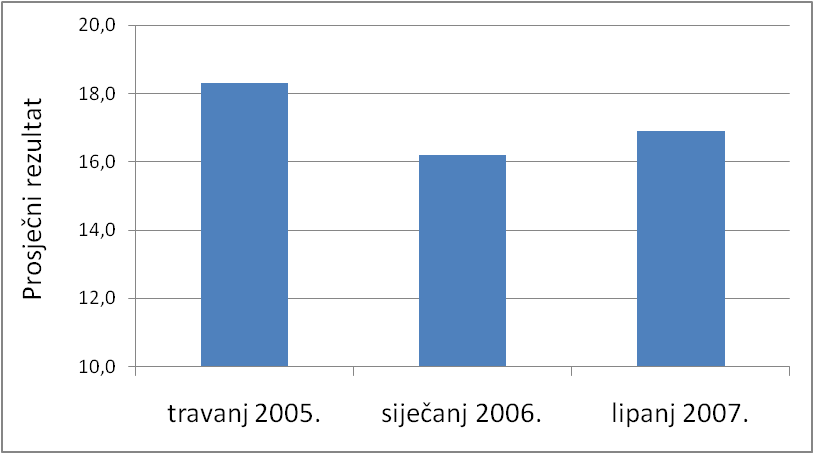 Prosječni rezultat
20,0
18,0
16,0
14,0
12,0
10,0
travanj 2005.
siječanj 2006.
lipanj 2007.